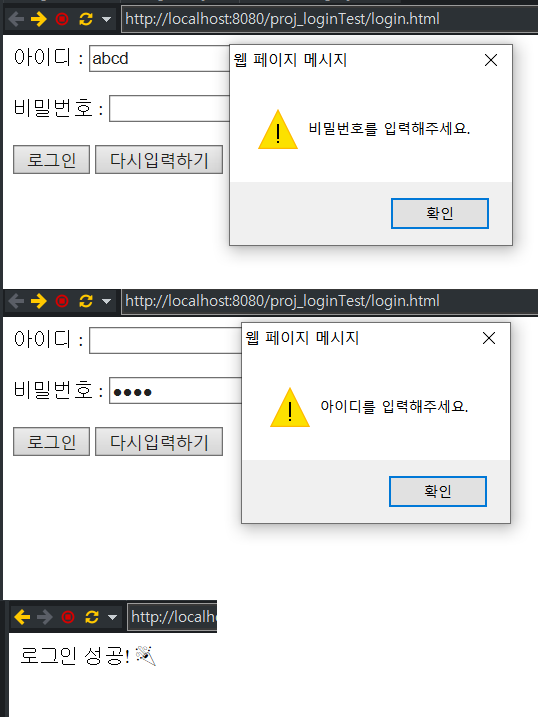 http://localhost:8080/proj_loginTest/login.html
아이디 : abcd
웹 페이지 메시지
비밀번호를 입력해주세요.
비밀번호 :
로그인 다시입력하기
확인
http://localhost:8080/proj_loginTest/login.html
아이디 :
웹 페이지 메시지
아이디를 입력해주세요.
비밀번호 : ●●●●
로그인 다시입력하기
확인
http://localhe
로그인 성공! 🎉